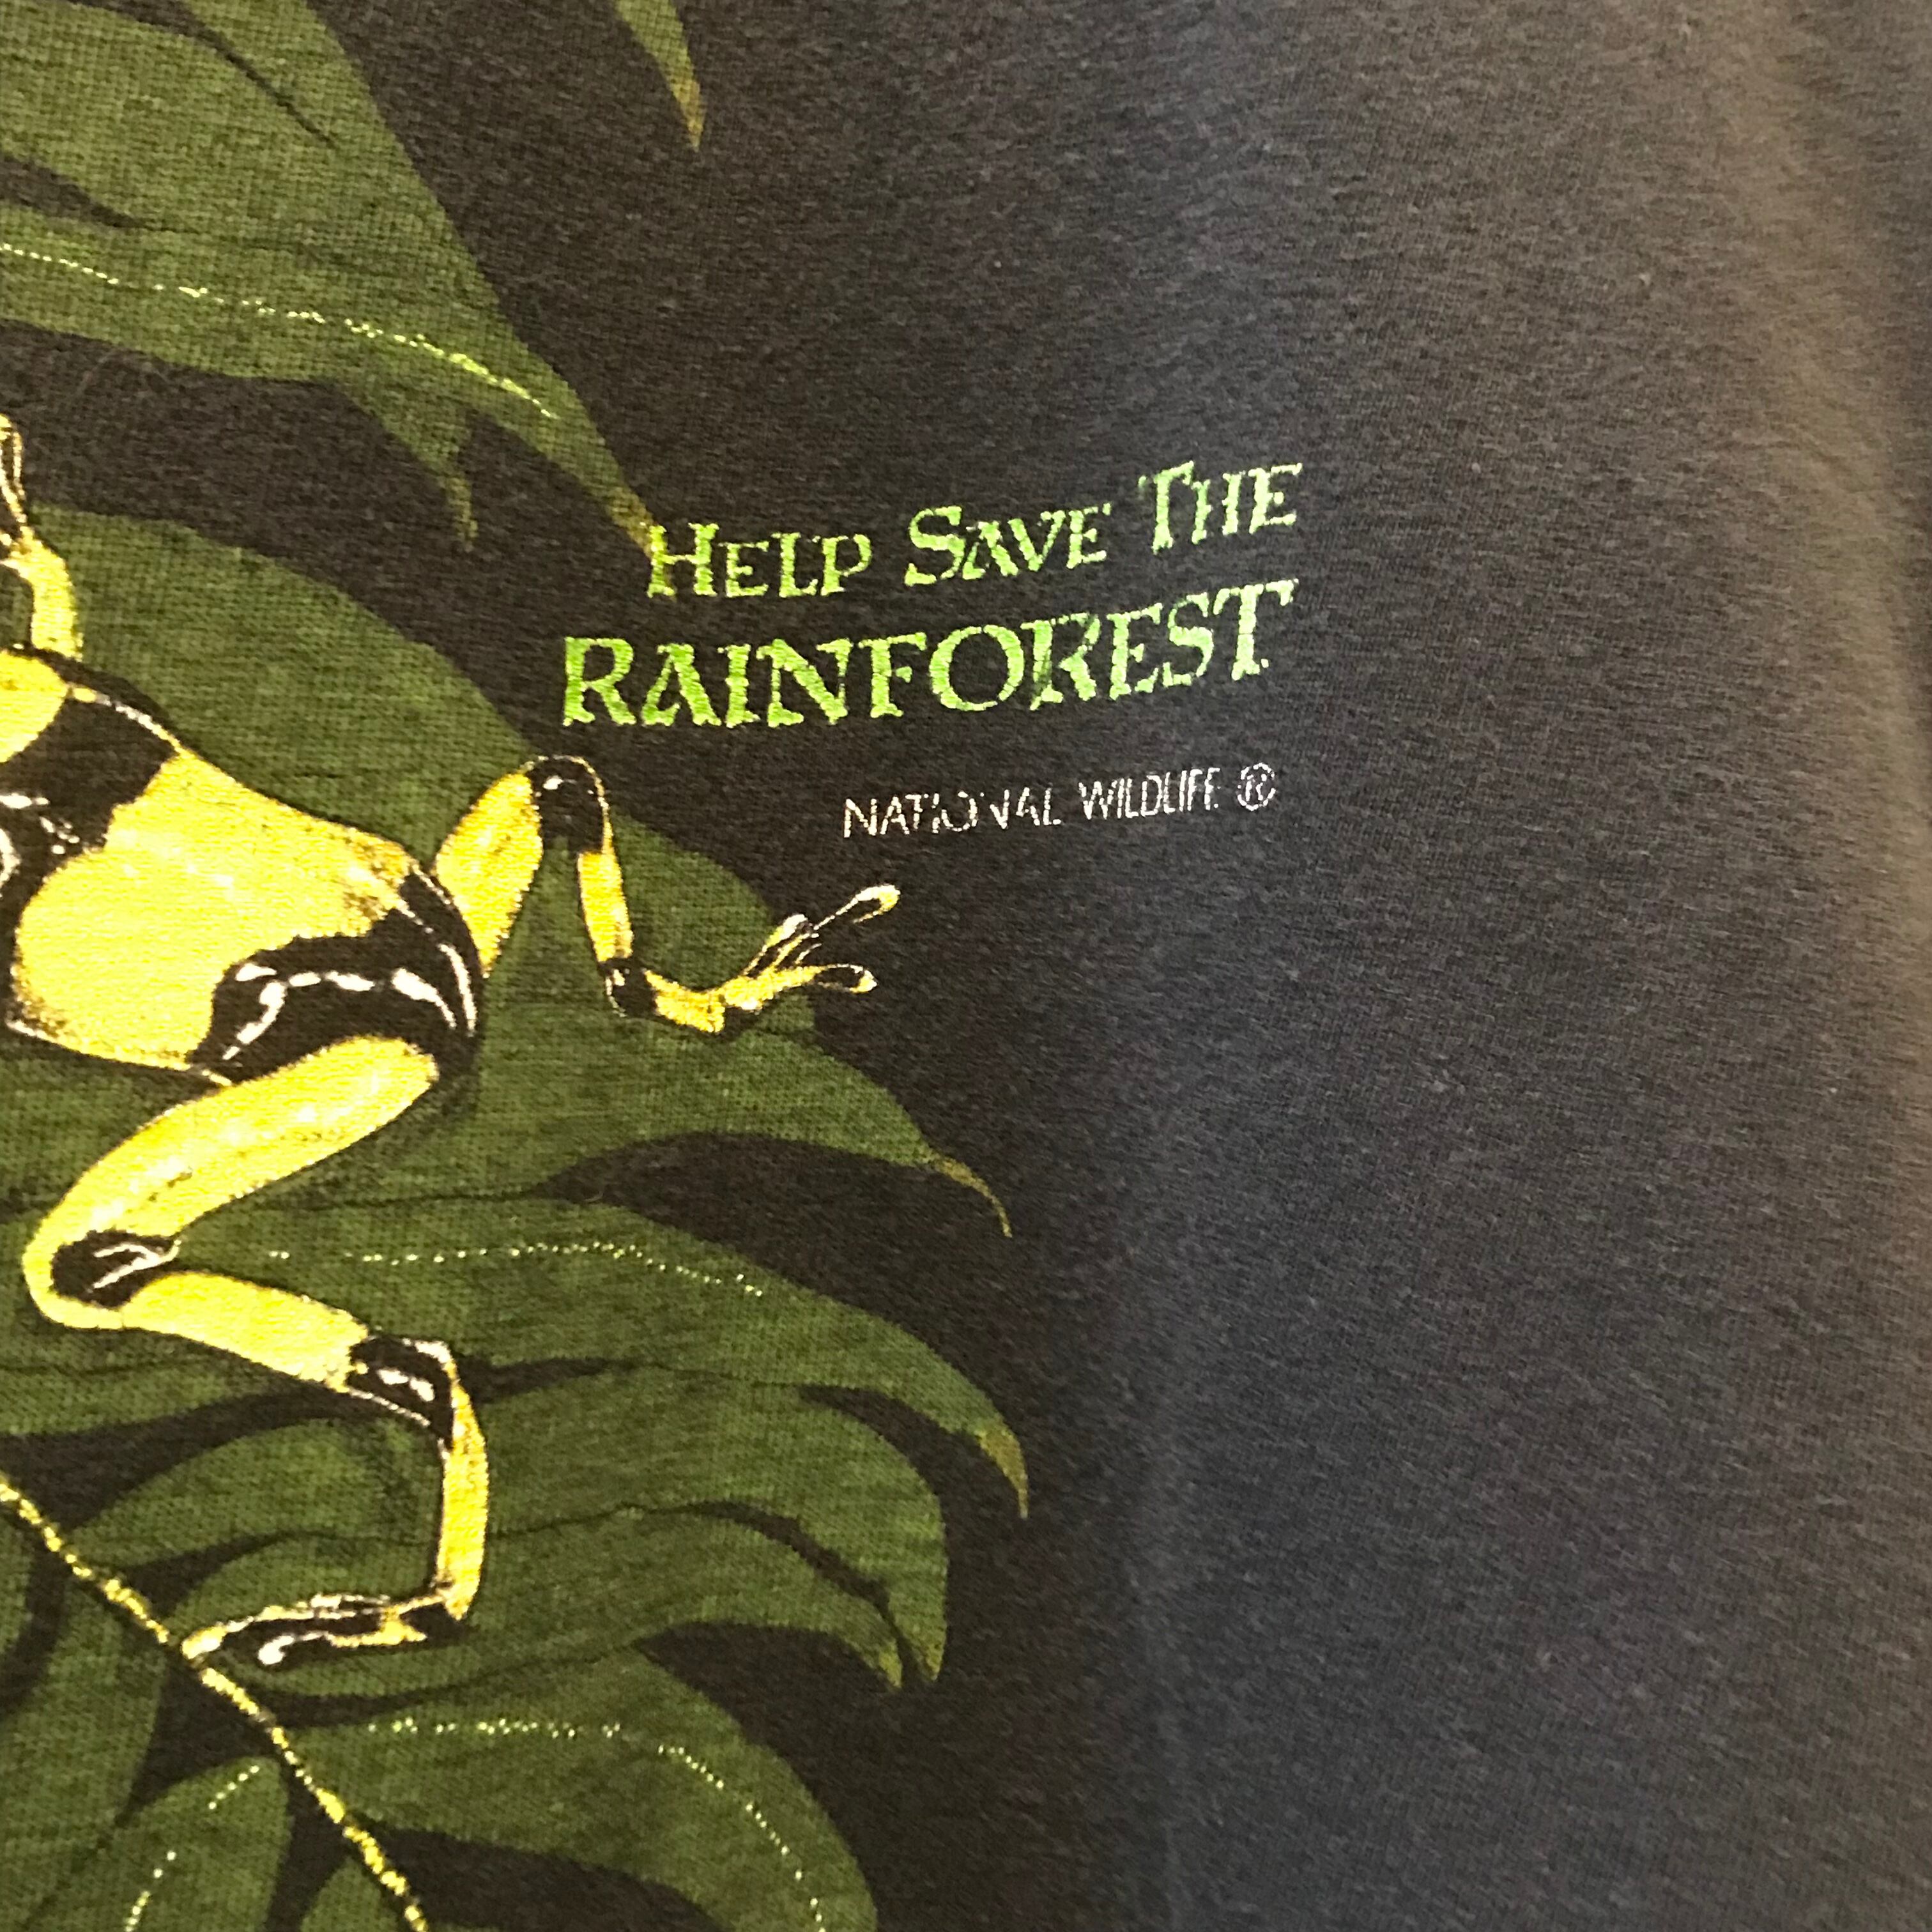 HELP SAVE THE
RAINFOREST
NATIONAL WILDLIFE ®